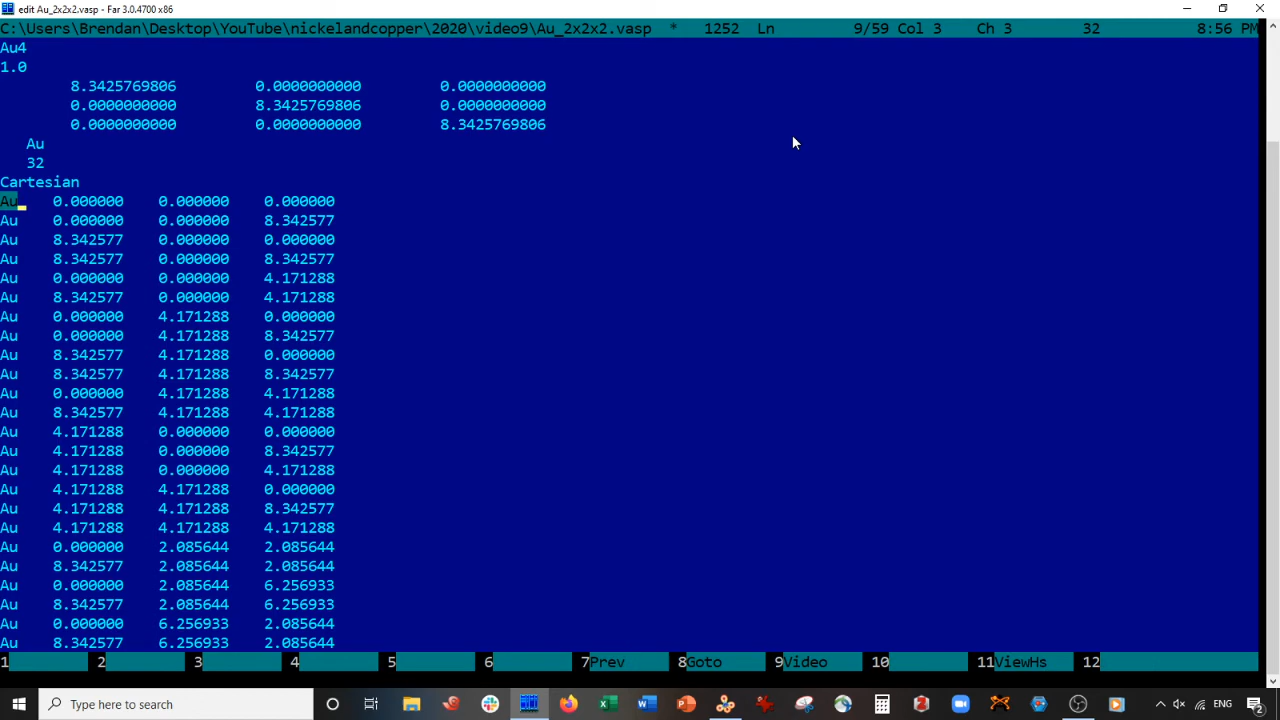 edit Au_2x2x2.vasp - Far 3.0.4700 x86
C:\Users\Brendan\Desktop\YouTube\nickelandcopper\2020\video9\Au_2x2x2.vasp * 1252 Ln 9/59 Col 3 Ch 3 32 8:56 PM
Au4
1.0
8.3425769806 0.0000000000 0.0000000000
0.0000000000 8.3425769806 0.0000000000
0.0000000000 0.0000000000 8.3425769806
Au
32
Cartesian
Au 0.000000 0.000000 0.000000
Au 0.000000 0.000000 8.342577
Au 8.342577 0.000000 0.000000
Au 8.342577 0.000000 8.342577
Au 0.000000 0.000000 4.171288
Au 8.342577 0.000000 4.171288
Au 0.000000 4.171288 0.000000
Au 0.000000 4.171288 8.342577
Au 8.342577 4.171288 0.000000
Au 8.342577 4.171288 8.342577
Au 0.000000 4.171288 4.171288
Au 8.342577 4.171288 4.171288
Au 4.171288 0.000000 0.000000
Au 4.171288 0.000000 8.342577
Au 4.171288 0.000000 4.171288
Au 4.171288 4.171288 0.000000
Au 4.171288 4.171288 8.342577
Au 4.171288 4.171288 4.171288
Au 0.000000 2.085644 2.085644
Au 8.342577 2.085644 2.085644
Au 0.000000 2.085644 6.256933
Au 8.342577 2.085644 6.256933
Au 0.000000 6.256933 2.085644
Au 8.342577 6.256933 2.085644
1 2 3 4 5 6 7Prev 8Goto 9Video 10 11ViewHs 12
Type here to search
ENG
2